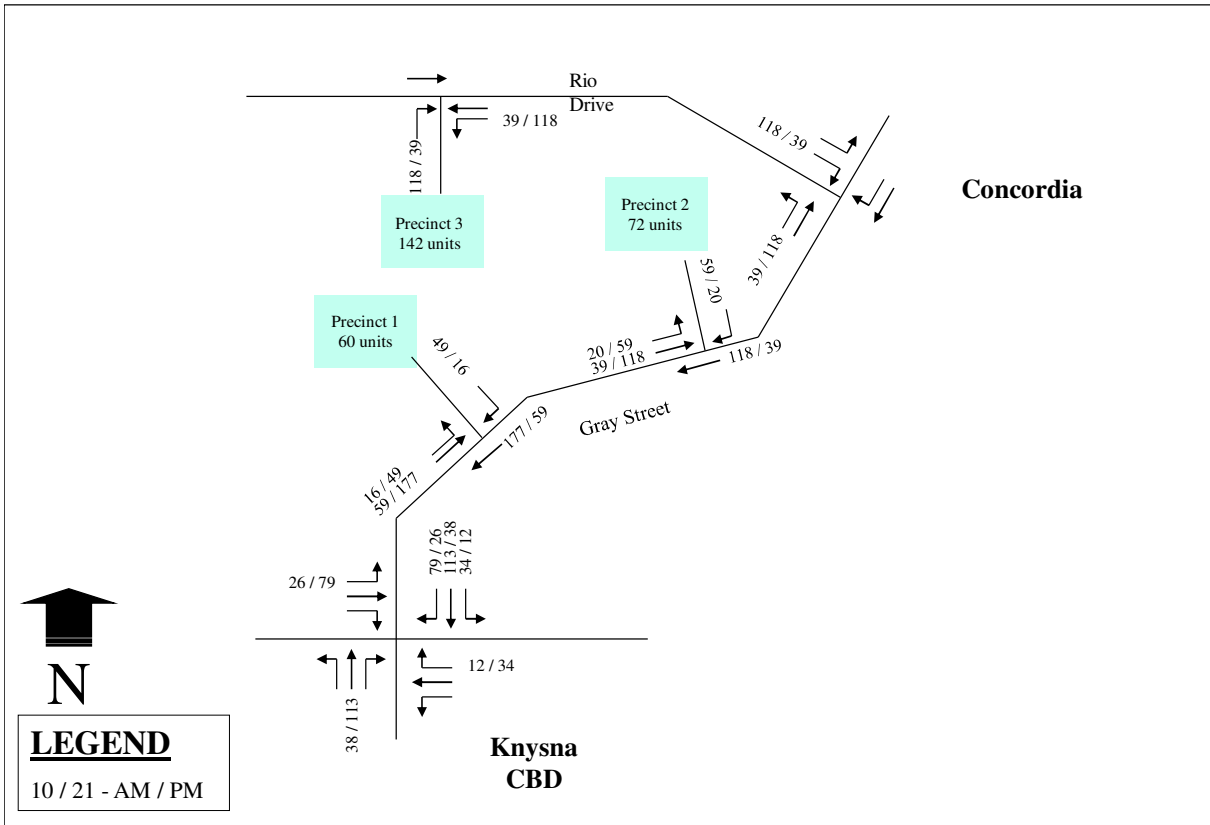 Rio
Drive
39 / 118
118 / 39
118 / 39
Concordia
Precinct 3
142 units
Precinct 2
72 units
39 / 118
59 / 20
Precinct 1
60 units
49 / 16
20 / 59
39 / 118
118 / 39
Gray Street
177 / 59
16 / 49
59 / 177
79 / 26
113 / 38
34 / 12
26 / 79
12 / 34
38 / 113
N
Knysna
CBD
LEGEND
10 / 21 - AM / PM